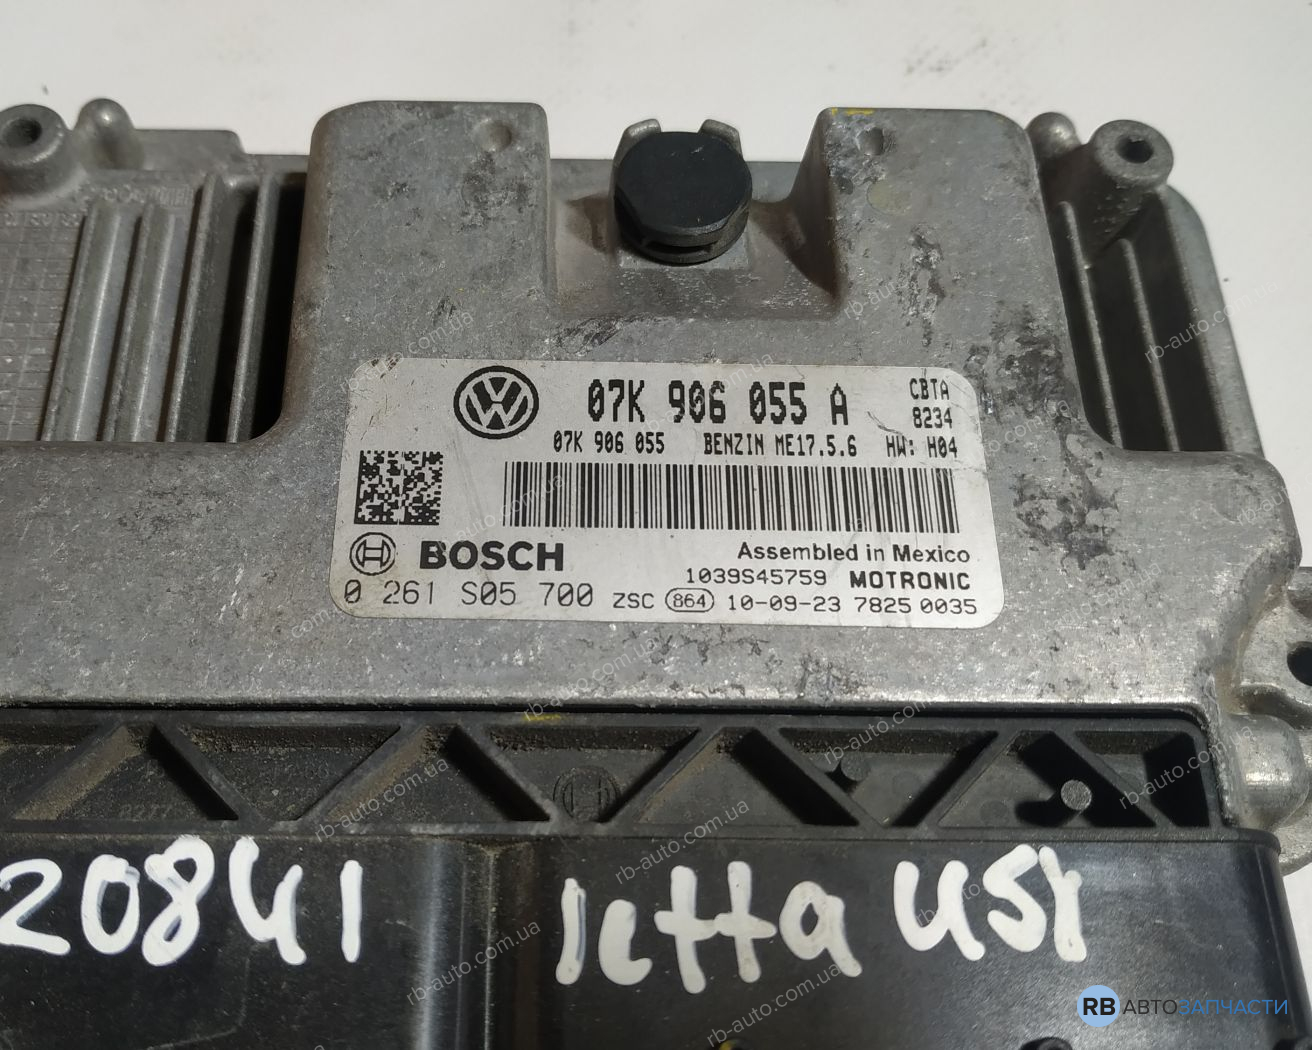 07K 906 055 A
CBTA
8234
07K 906 055 BENZIN ME17.5.6 HW: H04
BOSCH
Assembled in Mexico
1039S45759 MOTRONIC
0 261 S05 700 ZSC 864 10-09-23 7825 0035
rb-auto.com.ua
20841 Jetta USA
RB АВТОЗАПЧАСТИ